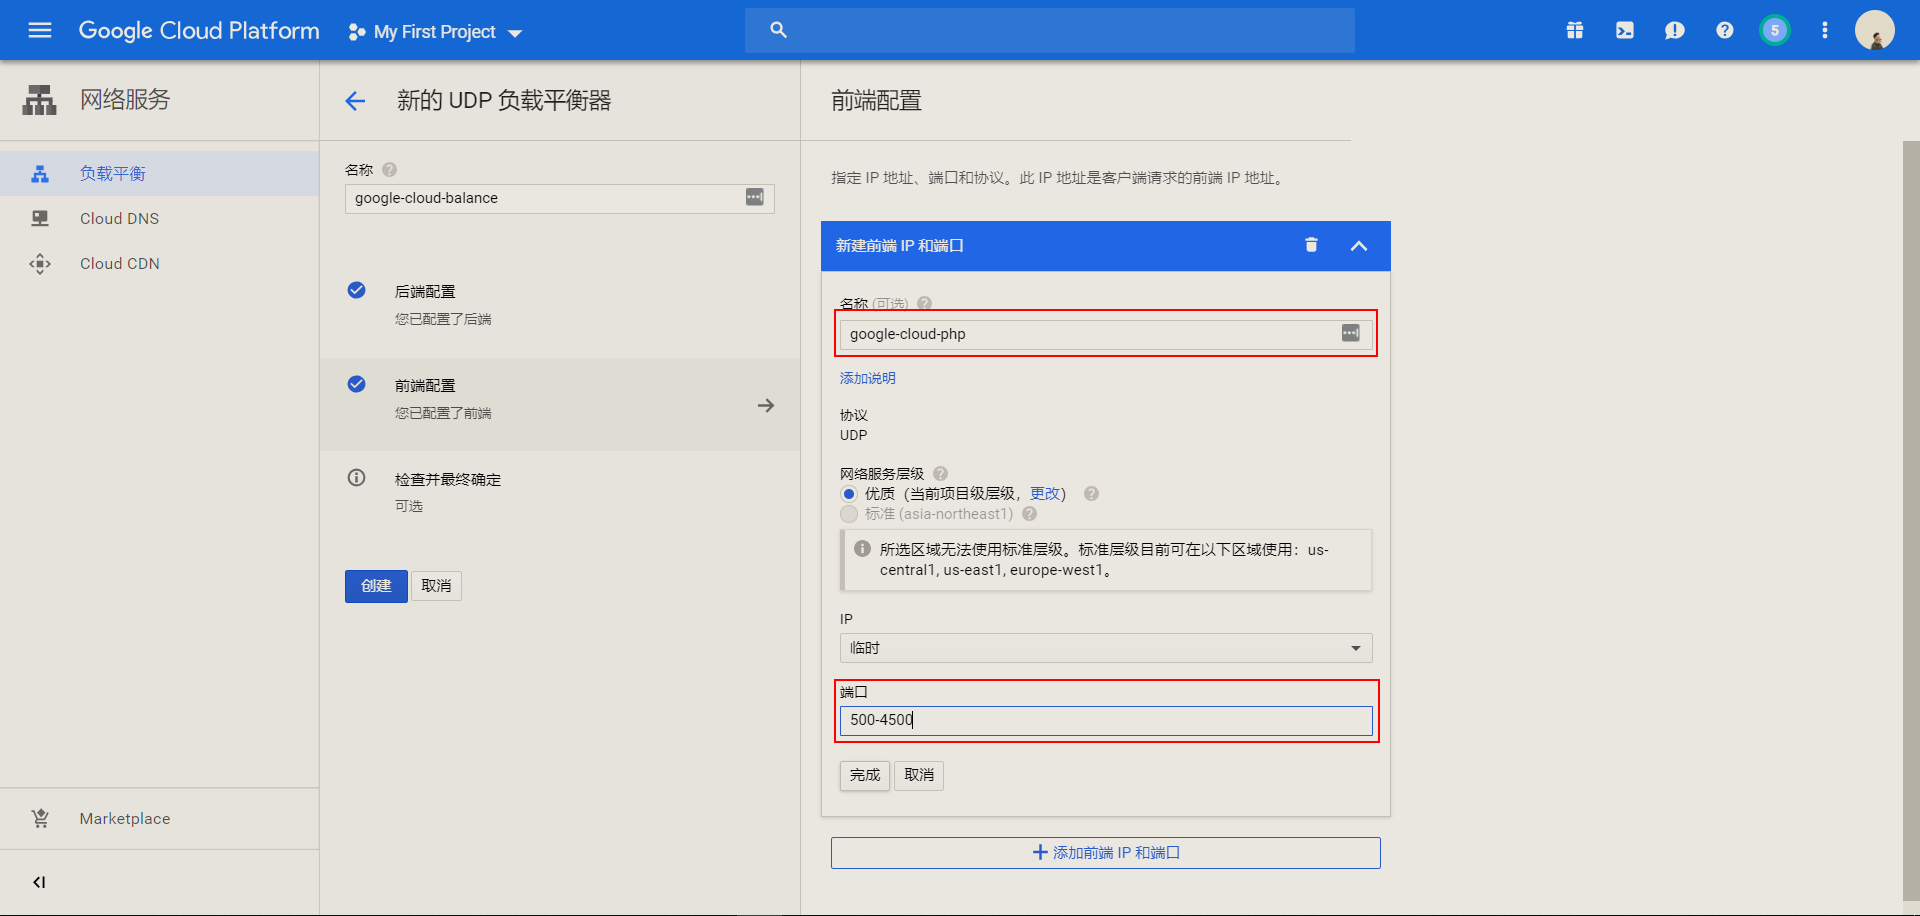 Google Cloud Platform
My First Project
5
网络服务
负载平衡
Cloud DNS
Cloud CDN
Marketplace
新的 UDP 负载平衡器
名称
google-cloud-balance
后端配置
您已配置了后端
前端配置
您已配置了前端
检查并最终确定
可选
创建
取消
前端配置
指定 IP 地址、端口和协议。此 IP 地址是客户端请求的前端 IP 地址。
新建前端 IP 和端口
名称 (可选)
google-cloud-php
添加说明
协议
UDP
网络服务层级
优质（当前项目级层级，更改）
标准 (asia-northeast1)
所选区域无法使用标准层级。标准层级目前可在以下区域使用：us-
central1, us-east1, europe-west1。
IP
临时
端口
500-4500
完成
取消
添加前端 IP 和端口